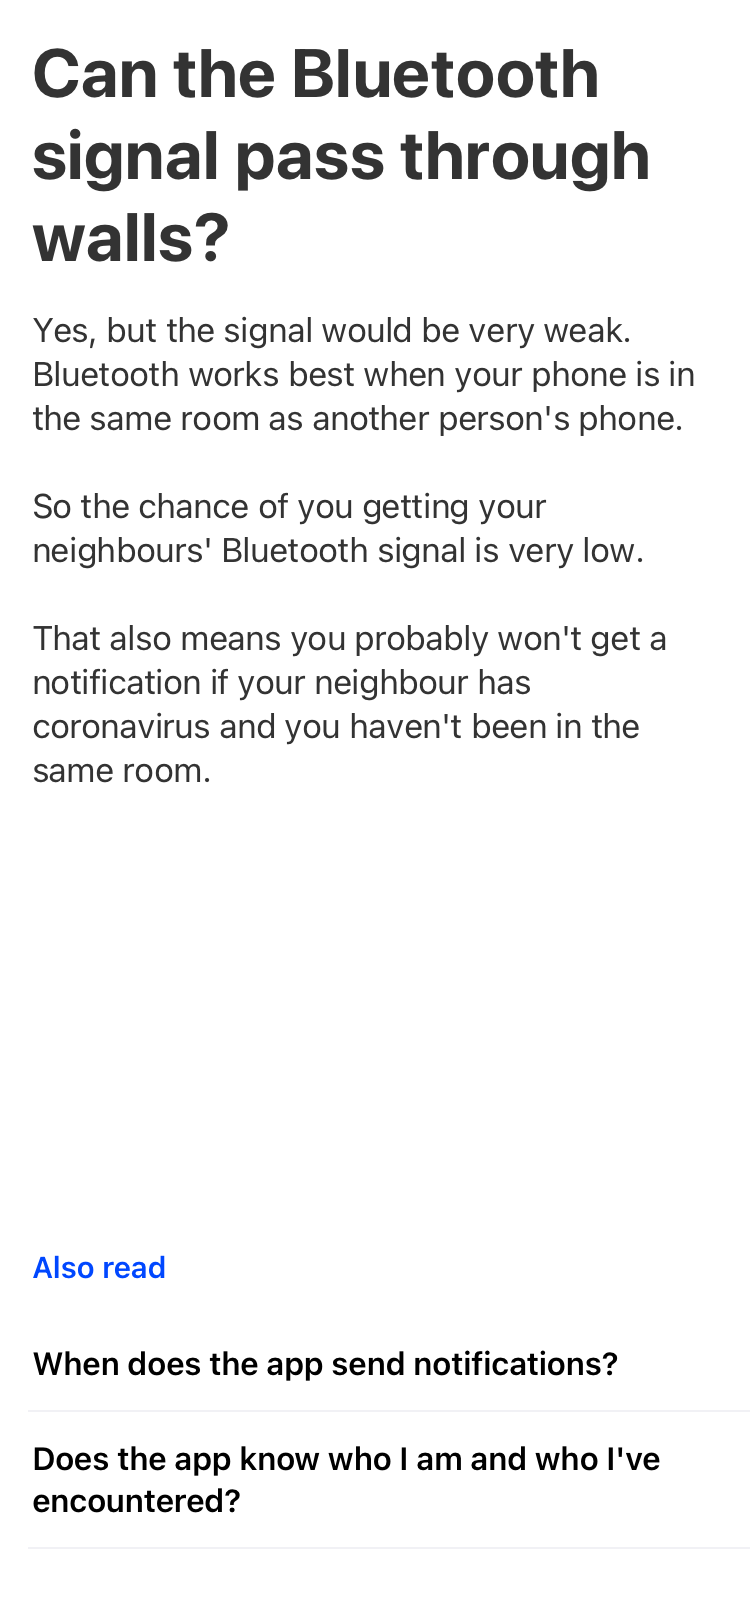 Can the Bluetooth
signal pass through
walls?
Yes, but the signal would be very weak.
Bluetooth works best when your phone is in
the same room as another person's phone.
So the chance of you getting your
neighbours' Bluetooth signal is very low.
That also means you probably won't get a
notification if your neighbour has
coronavirus and you haven't been in the
same room.
Also read
When does the app send notifications?
Does the app know who I am and who I've
encountered?